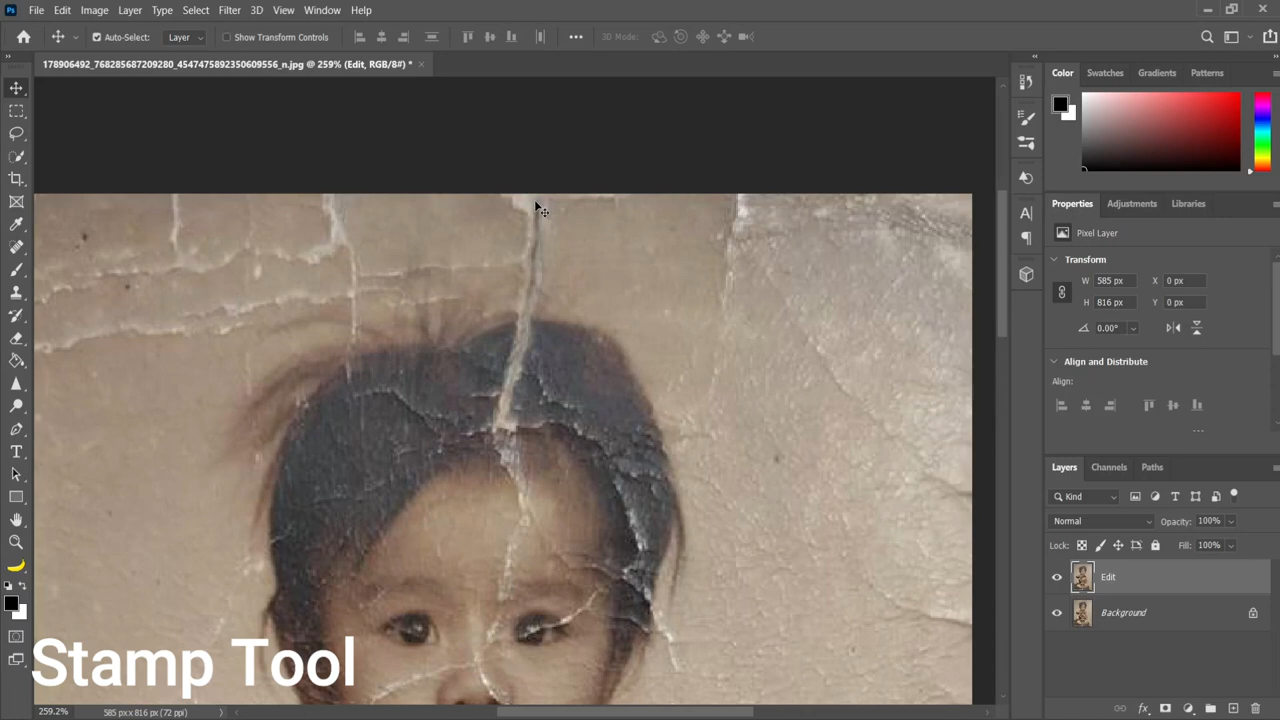 Ps File Edit Image Layer Type Select Filter 3D View Window Help
Auto-Select: Layer Show Transform Controls 3D Mode:
178906492_768285687209280_4547475892350609556_n.jpg @ 259% (Edit, RGB/8#) *
Color Swatches Gradients Patterns
Properties Adjustments Libraries
Pixel Layer
Transform
W 585 px X 0 px
H 816 px Y 0 px
0.00°
Align and Distribute
Align:
Layers Channels Paths
Kind
Normal Opacity: 100%
Lock: Fill: 100%
Edit
Background
Stamp Tool
259.2% 585 px x 816 px (72 ppi)